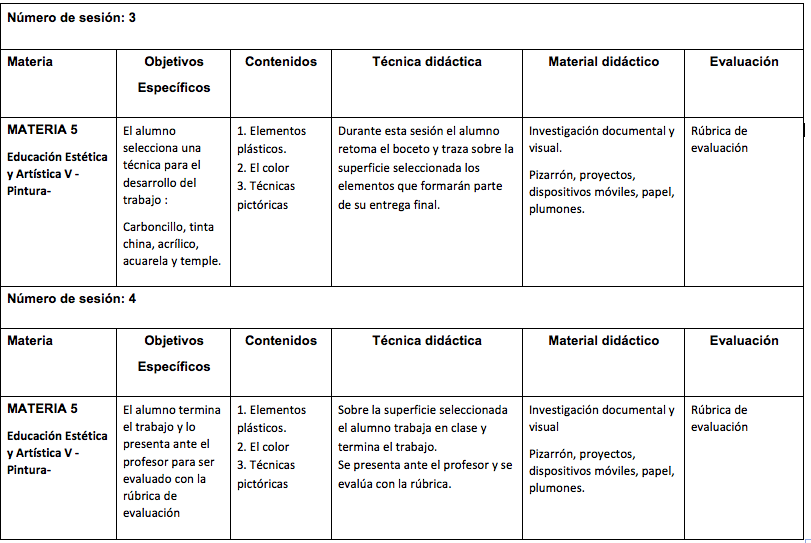 Número de sesión: 3
Materia
Objetivos
Específicos
Contenidos
Técnica didáctica
Material didáctico
Evaluación
MATERIA 5
Educación Estética
y Artística V -
Pintura-
El alumno
selecciona una
técnica para el
desarrollo del
trabajo :
Carboncillo, tinta
china, acrílico,
acuarela y temple.
1. Elementos
plásticos.
2. El color
3. Técnicas
pictóricas
Durante esta sesión el alumno
retoma el boceto y traza sobre la
superficie seleccionada los
elementos que formarán parte
de su entrega final.
Investigación documental y
visual.
Pizarrón, proyectos,
dispositivos móviles, papel,
plumones.
Rúbrica de
evaluación
Número de sesión: 4
Materia
Objetivos
Específicos
Contenidos
Técnica didáctica
Material didáctico
Evaluación
MATERIA 5
Educación Estética
y Artística V -
Pintura-
El alumno termina
el trabajo y lo
presenta ante el
profesor para ser
evaluado con la
rúbrica de
evaluación
1. Elementos
plásticos.
2. El color
3. Técnicas
pictóricas
Sobre la superficie seleccionada
el alumno trabaja en clase y
termina el trabajo.
Se presenta ante el profesor y se
evalúa con la rúbrica.
Investigación documental y
visual
Pizarrón, proyectos,
dispositivos móviles, papel,
plumones.
Rúbrica de
evaluación